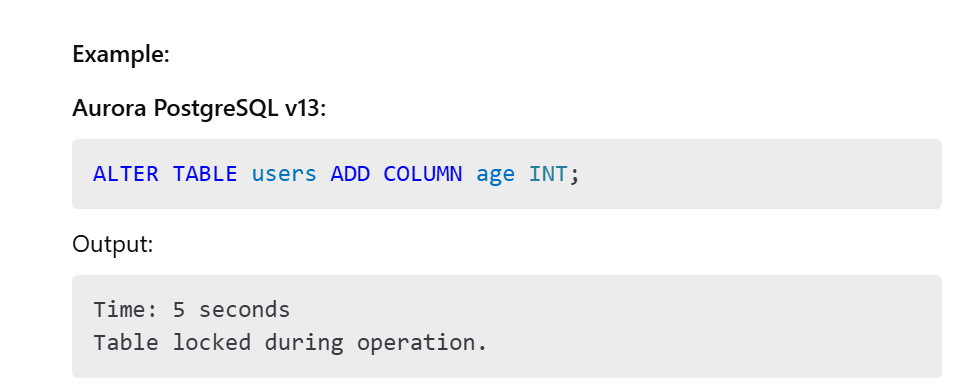 Example:
Aurora PostgreSQL v13:
ALTER TABLE users ADD COLUMN age INT;
Output:
Time: 5 seconds
Table locked during operation.